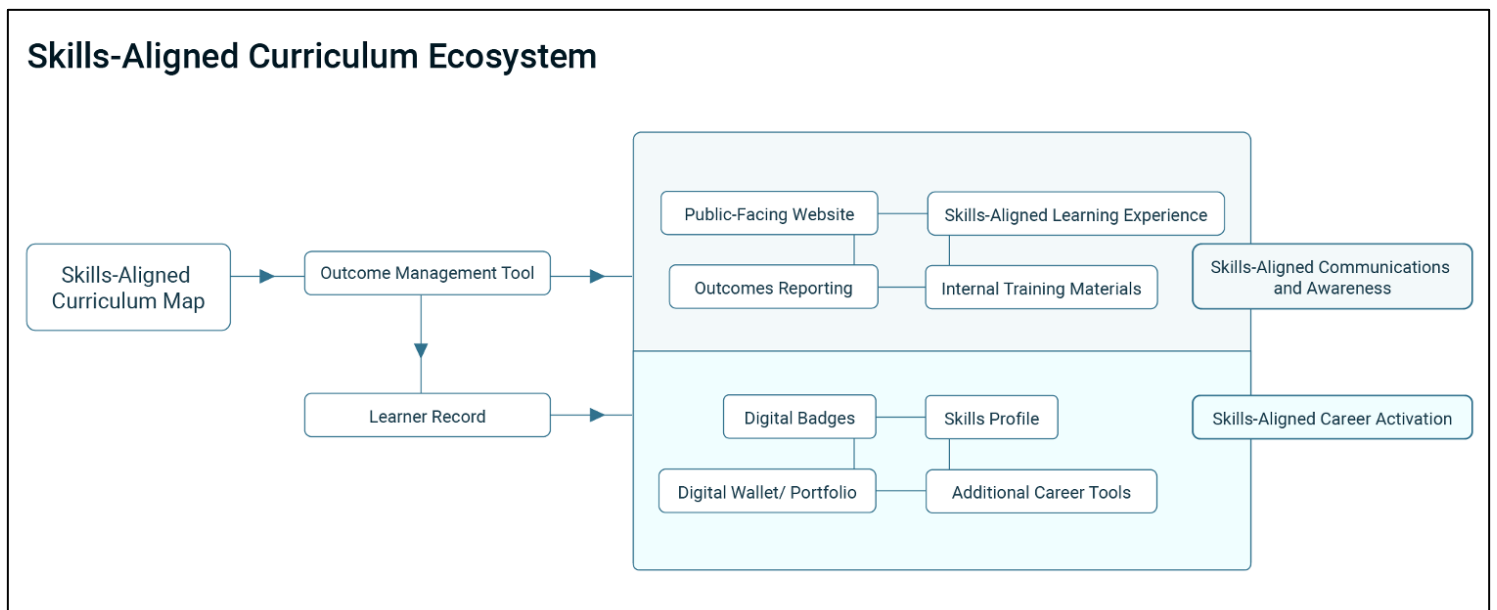 Skills-Aligned Curriculum Ecosystem
Public-Facing Website
Skills-Aligned Learning Experience
Skills-Aligned
Curriculum Map
Outcome Management Tool
Outcomes Reporting
Internal Training Materials
Skills-Aligned Communications
and Awareness
Learner Record
Digital Badges
Skills Profile
Skills-Aligned Career Activation
Digital Wallet/ Portfolio
Additional Career Tools